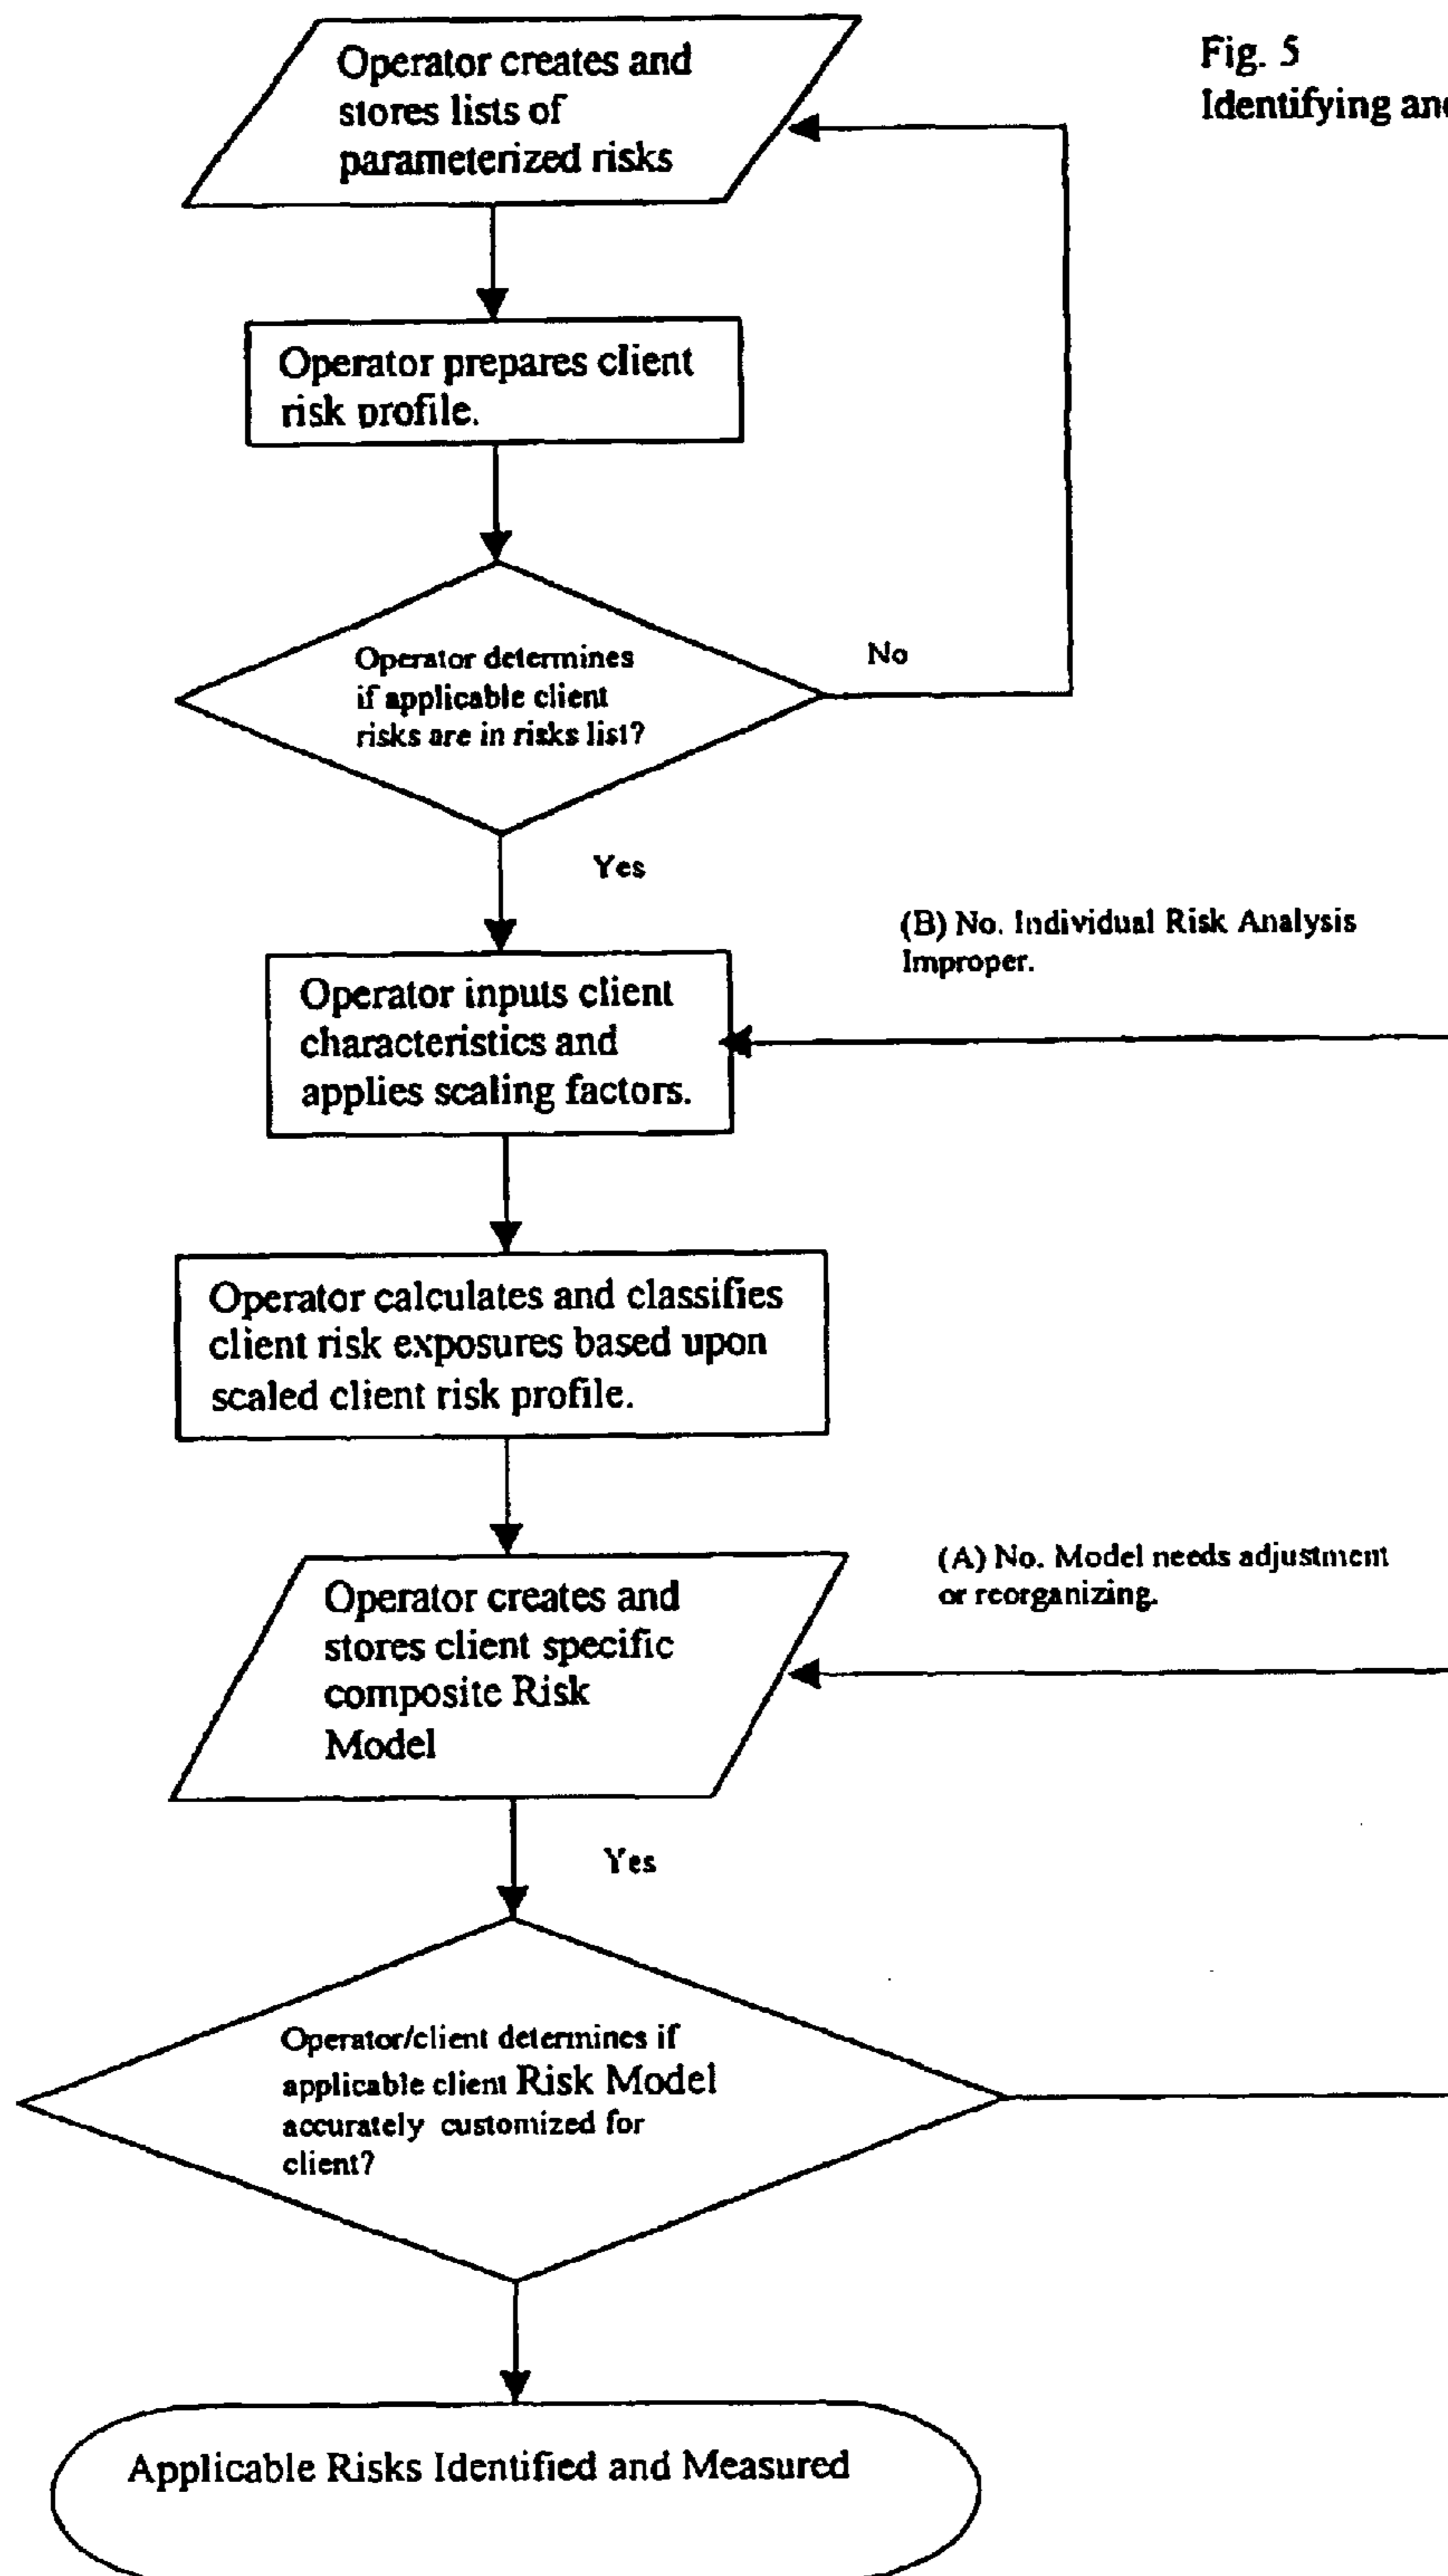 Fig. 5
Identifying and
Operator creates and
stores lists of
parameterized risks
Operator prepares client
risk profile.
Operator determines
if applicable client
risks are in risks list?
No
Yes
(B) No. Individual Risk Analysis
Improper.
Operator inputs client
characteristics and
applies scaling factors.
Operator calculates and classifies
client risk exposures based upon
scaled client risk profile.
(A) No. Model needs adjustment
or reorganizing.
Operator creates and
stores client specific
composite Risk
Model
Yes
Operator/client determines if
applicable client Risk Model
accurately customized for
client?
Applicable Risks Identified and Measured